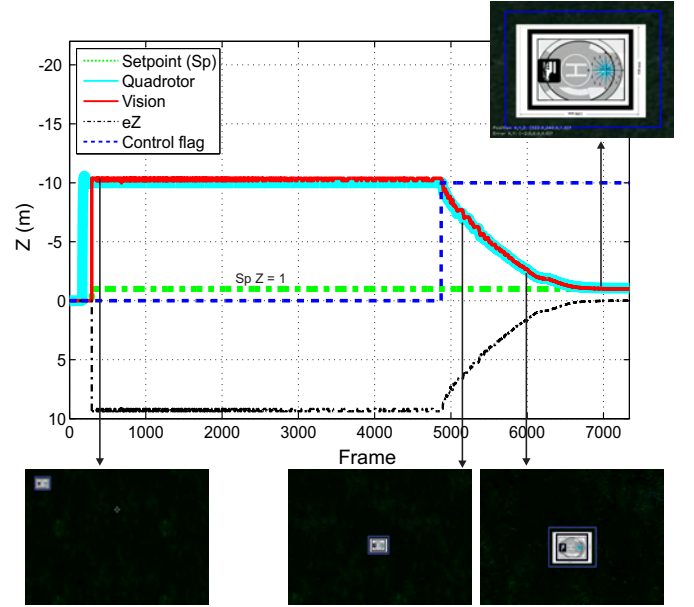 -20
-15
-10
-5
0
5
10
Z (m)
Setpoint (Sp)
Quadrotor
Vision
eZ
Control flag
Sp Z = 1
0 1000 2000 3000 4000 5000 6000 7000
Frame
H